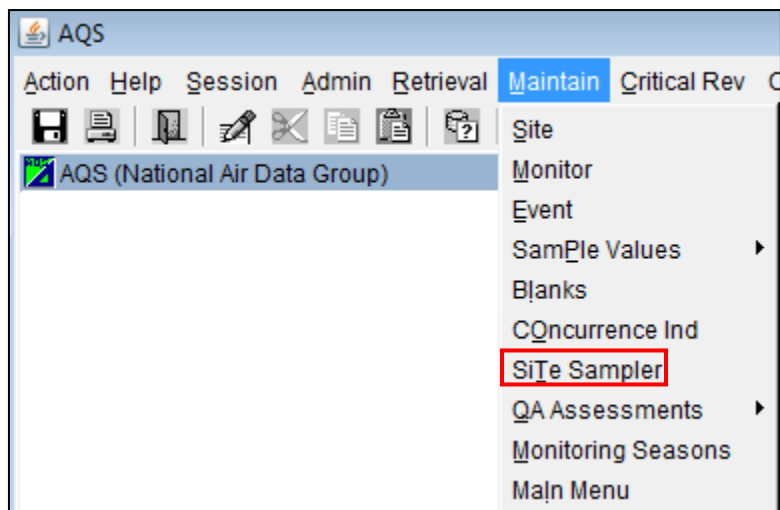 AQS
Action Help Session Admin Retrieval Maintain Critical Rev
AQS (National Air Data Group)
Site
Monitor
Event
SamPle Values
Blanks
COncurrence Ind
SiTe Sampler
QA Assessments
Monitoring Seasons
MaIn Menu